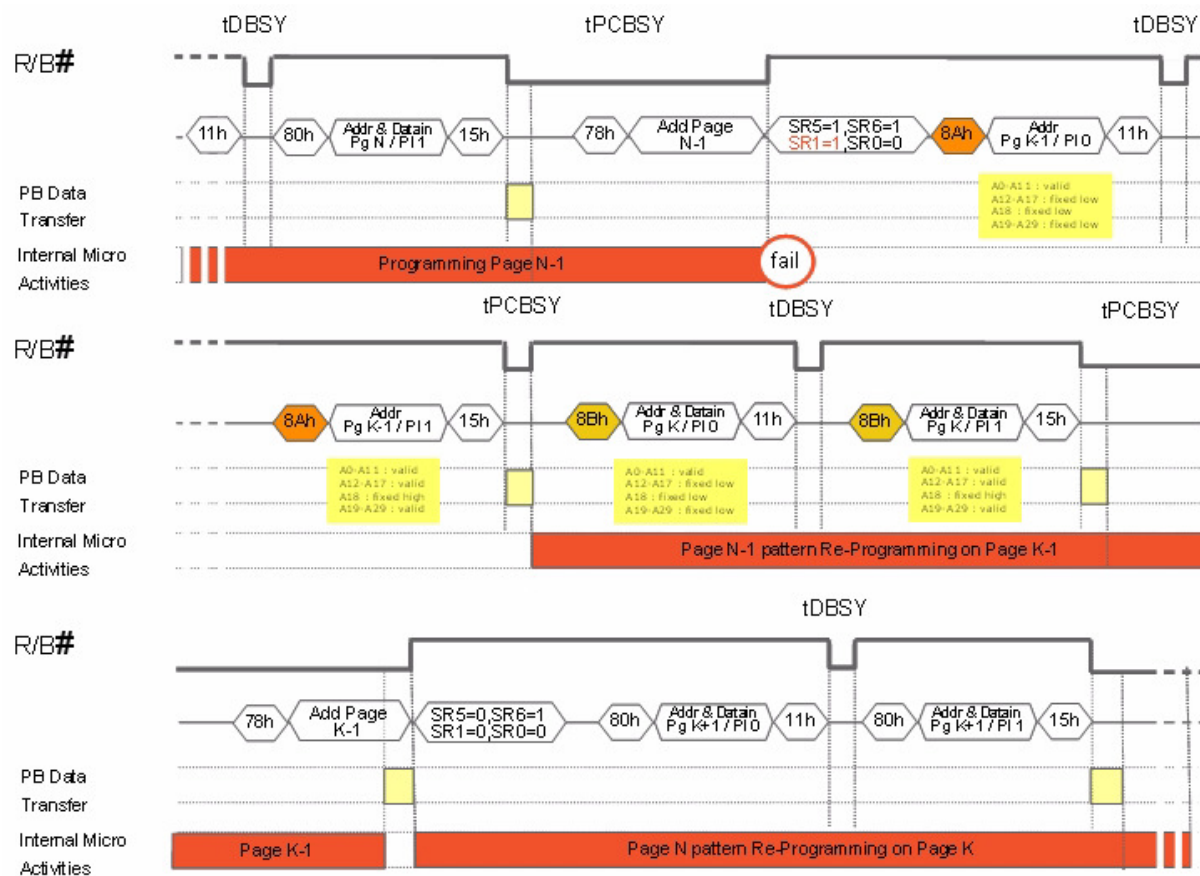 tDBSY tPCBSY tDBSY
R/B#
11h 80h Addr & Datain Pg N / Pl 1 15h 78h Add Page N-1 SR5=1,SR6=1 SR1=1,SR0=0 8Ah Addr Pg K-1 / Pl 0 11h
PB Data
Transfer
A0-A11 : valid
A12-A17 : fixed low
A18 : fixed low
A19-A29 : fixed low
Internal Micro
Activities
Programming Page N-1 fail
tPCBSY tDBSY tPCBSY
R/B#
8Ah Addr Pg K-1 / Pl 1 15h 8Bh Addr & Datain Pg K / Pl 0 11h 8Bh Addr & Datain Pg K / Pl 1 15h
PB Data
Transfer
A0-A11 : valid
A12-A17 : valid
A18 : fixed high
A19-A29 : valid
A0-A11 : valid
A12-A17 : fixed low
A18 : fixed low
A19-A29 : fixed low
A0-A11 : valid
A12-A17 : valid
A18 : fixed high
A19-A29 : valid
Internal Micro
Activities
Page N-1 pattern Re-Programming on Page K-1
tDBSY
R/B#
78h Add Page K-1 SR5=0,SR6=1 SR1=0,SR0=0 80h Addr & Datain Pg K+1 / Pl 0 11h 80h Addr & Datain Pg K+1 / Pl 1 15h
PB Data
Transfer
Internal Micro
Activities
Page K-1 Page N pattern Re-Programming on Page K